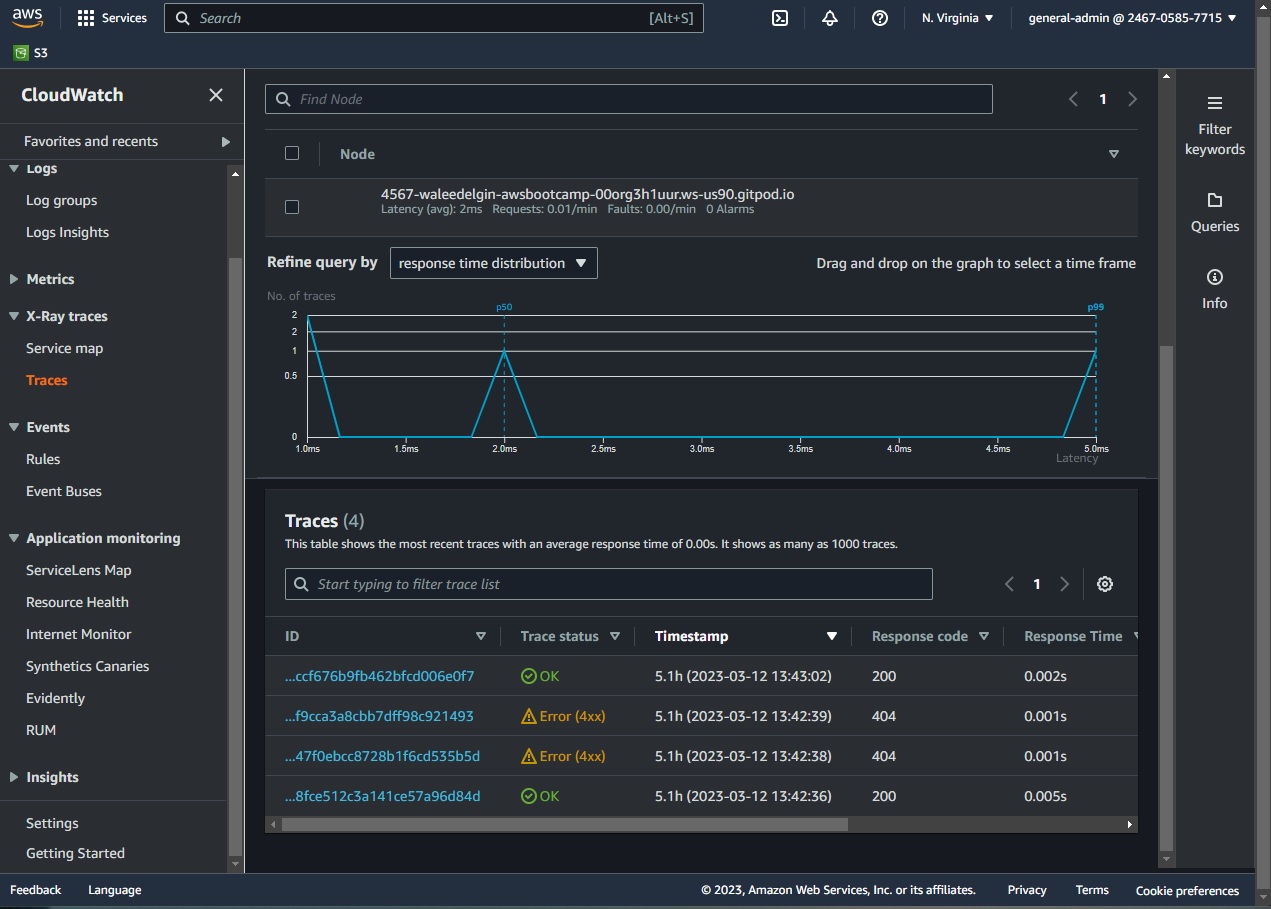 aws
Services
Search
[Alt+S]
N. Virginia
general-admin @ 2467-0585-7715
S3
CloudWatch
Favorites and recents
Logs
Log groups
Logs Insights
Metrics
X-Ray traces
Service map
Traces
Events
Rules
Event Buses
Application monitoring
ServiceLens Map
Resource Health
Internet Monitor
Synthetics Canaries
Evidently
RUM
Insights
Settings
Getting Started
Find Node
1
Node
4567-waleedelgin-awsbootcamp-00org3h1uur.ws-us90.gitpod.io
Latency (avg): 2ms Requests: 0.01/min Faults: 0.00/min 0 Alarms
Refine query by
response time distribution
Drag and drop on the graph to select a time frame
No. of traces
p50
p99
2
2
1
0.5
0
1.0ms 1.5ms 2.0ms 2.5ms 3.0ms 3.5ms 4.0ms 4.5ms 5.0ms
Latency
Traces (4)
This table shows the most recent traces with an average response time of 0.00s. It shows as many as 1000 traces.
Start typing to filter trace list
1
ID Trace status Timestamp Response code Response Time
...ccf676b9fb462bfcd006e0f7 OK 5.1h (2023-03-12 13:43:02) 200 0.002s
...f9cca3a8cbb7dff98c921493 Error (4xx) 5.1h (2023-03-12 13:42:39) 404 0.001s
...47f0ebcc8728b1f6cd535b5d Error (4xx) 5.1h (2023-03-12 13:42:38) 404 0.001s
...8fce512c3a141ce57a96d84d OK 5.1h (2023-03-12 13:42:36) 200 0.005s
Filter
keywords
Queries
Info
Feedback
Language
© 2023, Amazon Web Services, Inc. or its affiliates.
Privacy
Terms
Cookie preferences